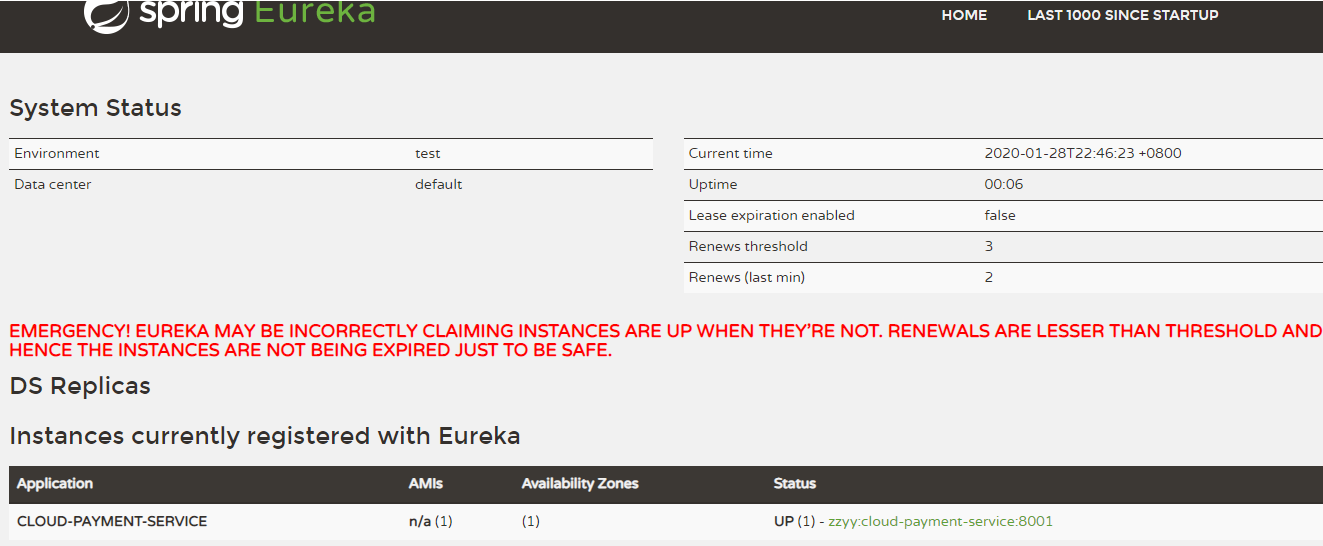 spring Eureka
HOME LAST 1000 SINCE STARTUP
System Status
Environment test
Data center default
Current time 2020-01-28T22:46:23 +0800
Uptime 00:06
Lease expiration enabled false
Renews threshold 3
Renews (last min) 2
EMERGENCY! EUREKA MAY BE INCORRECTLY CLAIMING INSTANCES ARE UP WHEN THEY'RE NOT. RENEWALS ARE LESSER THAN THRESHOLD AND
HENCE THE INSTANCES ARE NOT BEING EXPIRED JUST TO BE SAFE.
DS Replicas
Instances currently registered with Eureka
Application AMIs Availability Zones Status
CLOUD-PAYMENT-SERVICE n/a (1) (1) UP (1) - zzyy:cloud-payment-service:8001